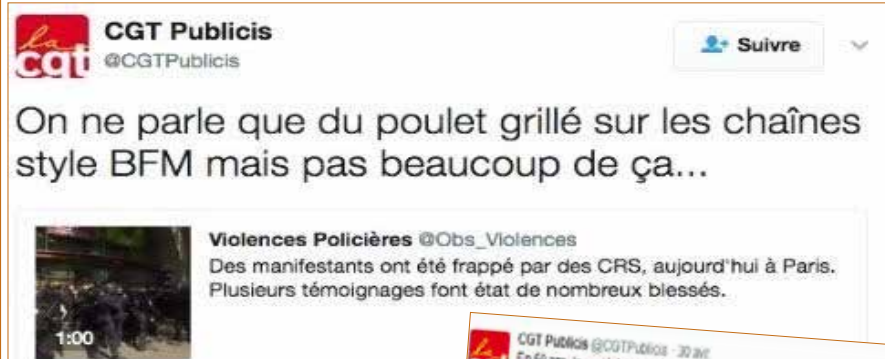 la
cgt
CGT Publicis
@CGTPublicis
Suivre
On ne parle que du poulet grillé sur les chaînes
style BFM mais pas beaucoup de ça...
Violences Policières @Obs_Violences
Des manifestants ont été frappé par des CRS, aujourd'hui à Paris.
Plusieurs témoignages font état de nombreux blessés.
1:00
CGT Publicis @CGTPublicis